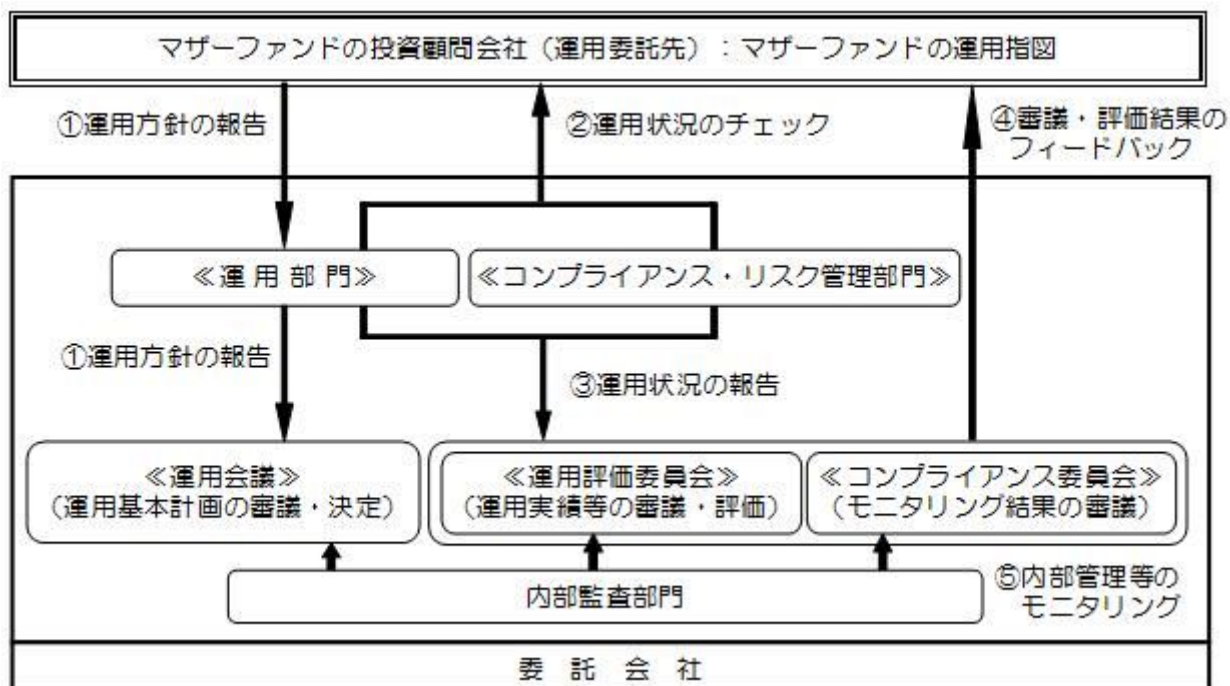 マザーファンドの投資顧問会社（運用委託先）：マザーファンドの運用指図
①運用方針の報告
②運用状況のチェック
④審議・評価結果の
フィードバック
≪運 用 部 門≫
≪コンプライアンス・リスク管理部門≫
①運用方針の報告
③運用状況の報告
≪運用会議≫
（運用基本計画の審議・決定）
≪運用評価委員会≫
（運用実績等の審議・評価）
≪コンプライアンス委員会≫
（モニタリング結果の審議）
内部監査部門
⑤内部管理等の
モニタリング
委 託 会 社